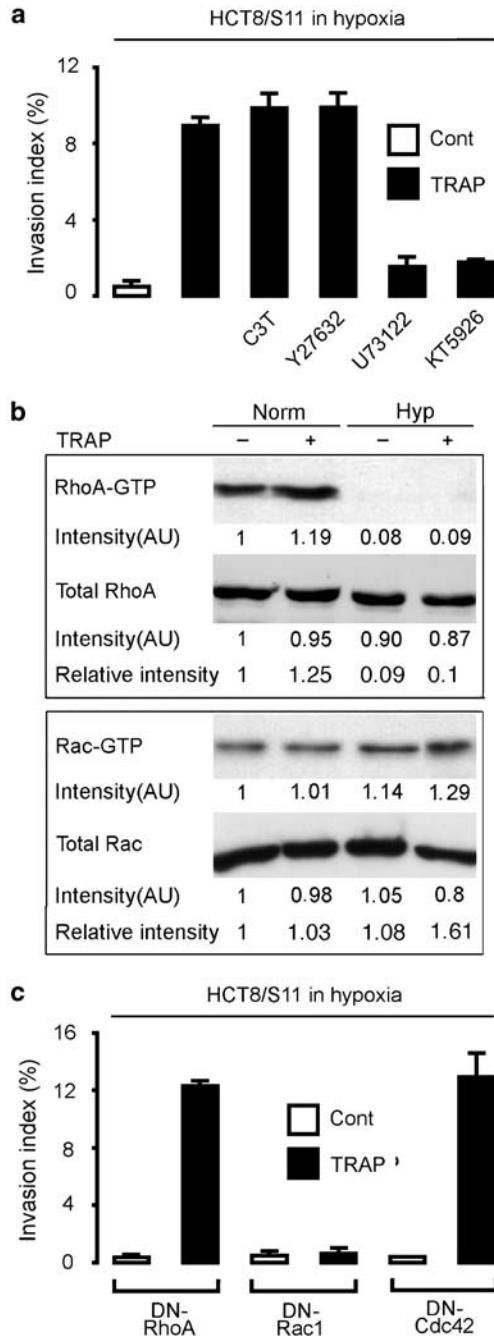 a
HCT8/S11 in hypoxia
Invasion index (%)
12
8
4
0
Cont
TRAP
C3T
Y27632
U73122
KT5926
b
Norm Hyp
TRAP – + – +
RhoA-GTP
Intensity(AU) 1 1.19 0.08 0.09
Total RhoA
Intensity(AU) 1 0.95 0.90 0.87
Relative intensity 1 1.25 0.09 0.1
Rac-GTP
Intensity(AU) 1 1.01 1.14 1.29
Total Rac
Intensity(AU) 1 0.98 1.05 0.8
Relative intensity 1 1.03 1.08 1.61
c
HCT8/S11 in hypoxia
Invasion index (%)
16
12
8
4
0
Cont
TRAP
DN-
RhoA
DN-
Rac1
DN-
Cdc42